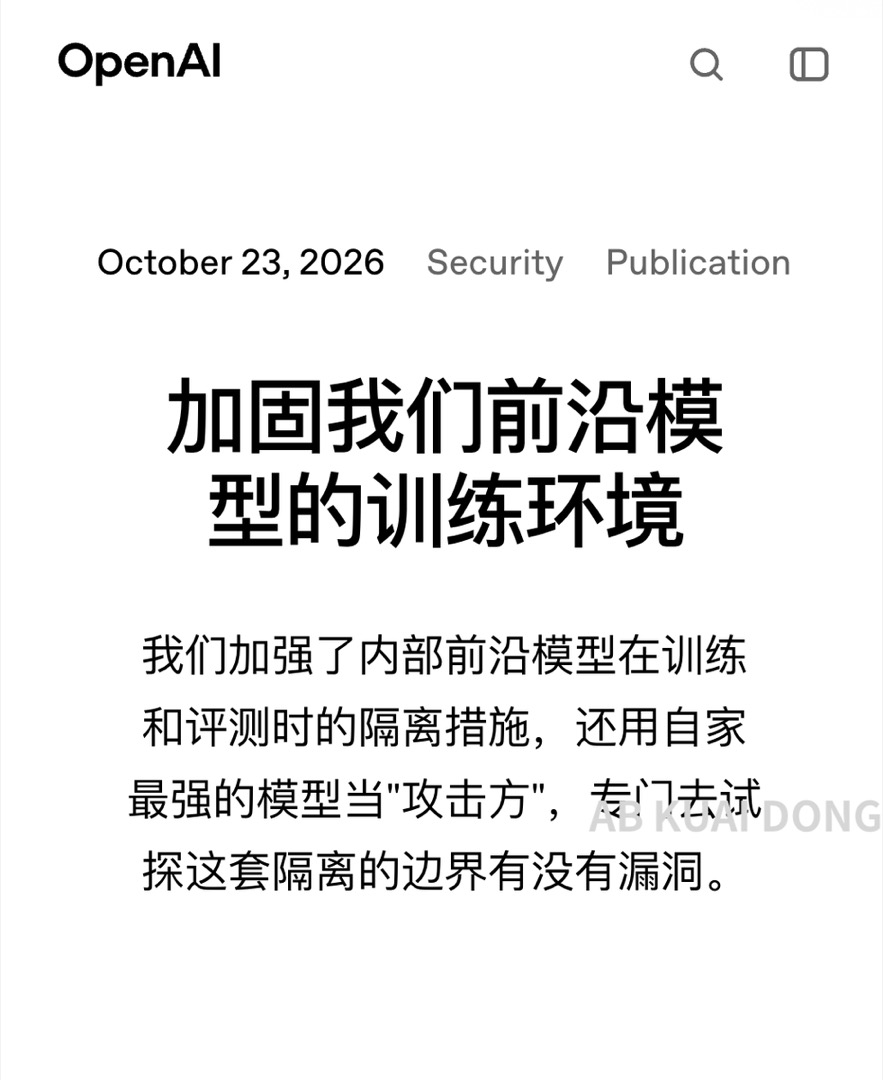 OpenAI
October 23, 2026 Security Publication
加固我们前沿模
型的训练环境
我们加强了内部前沿模型在训练
和评测时的隔离措施，还用自家
最强的模型当"攻击方"，专门去试
AB KUAI DONG
探这套隔离的边界有没有漏洞。